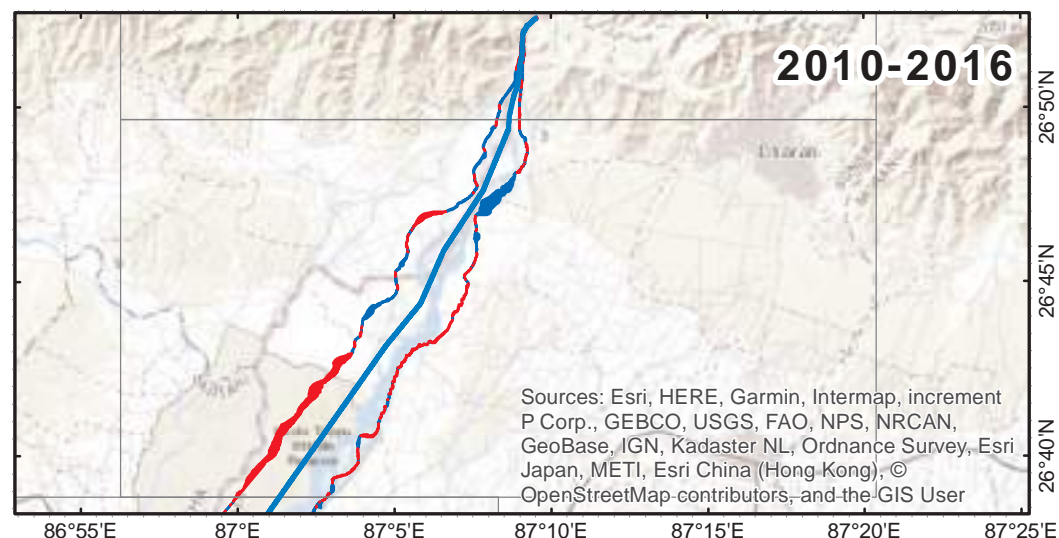 2010-2016
26°50'N
26°45'N
26°40'N
Sources: Esri, HERE, Garmin, Intermap, increment
P Corp., GEBCO, USGS, FAO, NPS, NRCAN,
GeoBase, IGN, Kadaster NL, Ordnance Survey, Esri
Japan, METI, Esri China (Hong Kong), ©
OpenStreetMap contributors, and the GIS User
86°55'E 87°0'E 87°5'E 87°10'E 87°15'E 87°20'E 87°25'E